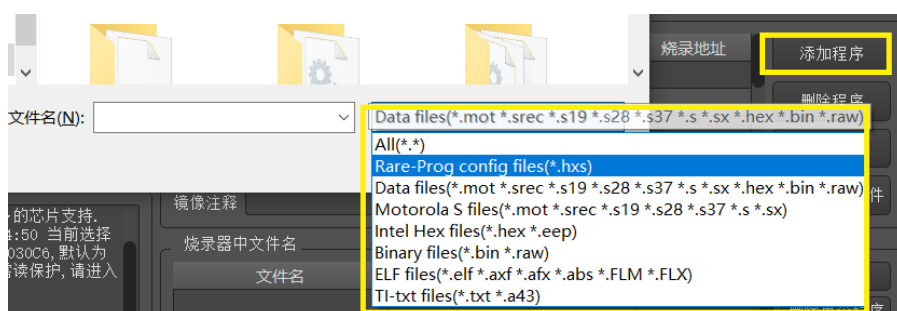 烧录地址
添加程序
删除程序
文件名(N):
Data files(*.mot *.srec *.s19 *.s28 *.s37 *.s *.sx *.hex *.bin *.raw)
All(*.*)
Rare-Prog config files(*.hxs)
Data files(*.mot *.srec *.s19 *.s28 *.s37 *.s *.sx *.hex *.bin *.raw)
Motorola S files(*.mot *.srec *.s19 *.s28 *.s37 *.s *.sx)
Intel Hex files(*.hex *.eep)
Binary files(*.bin *.raw)
ELF files(*.elf *.axf *.afx *.abs *.FLM *.FLX)
TI-txt files(*.txt *.a43)
镜像注释
件
的芯片支持.
4:50 当前选择
030C6,默认为
读保护,请进入
烧录器中文件名
文件名